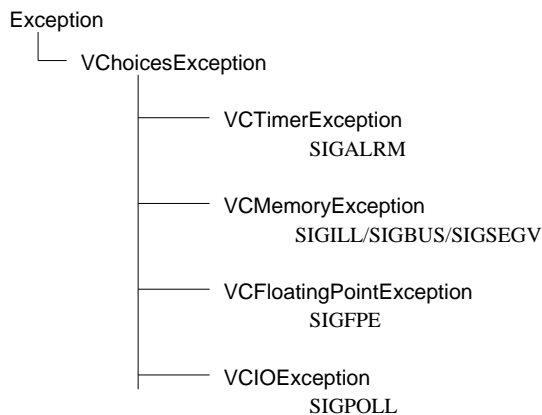 Exception
VChoicesException
VCTimerException
SIGALRM
VCMemoryException
SIGILL/SIGBUS/SIGSEGV
VCFloatingPointException
SIGFPE
VCIOException
SIGPOLL